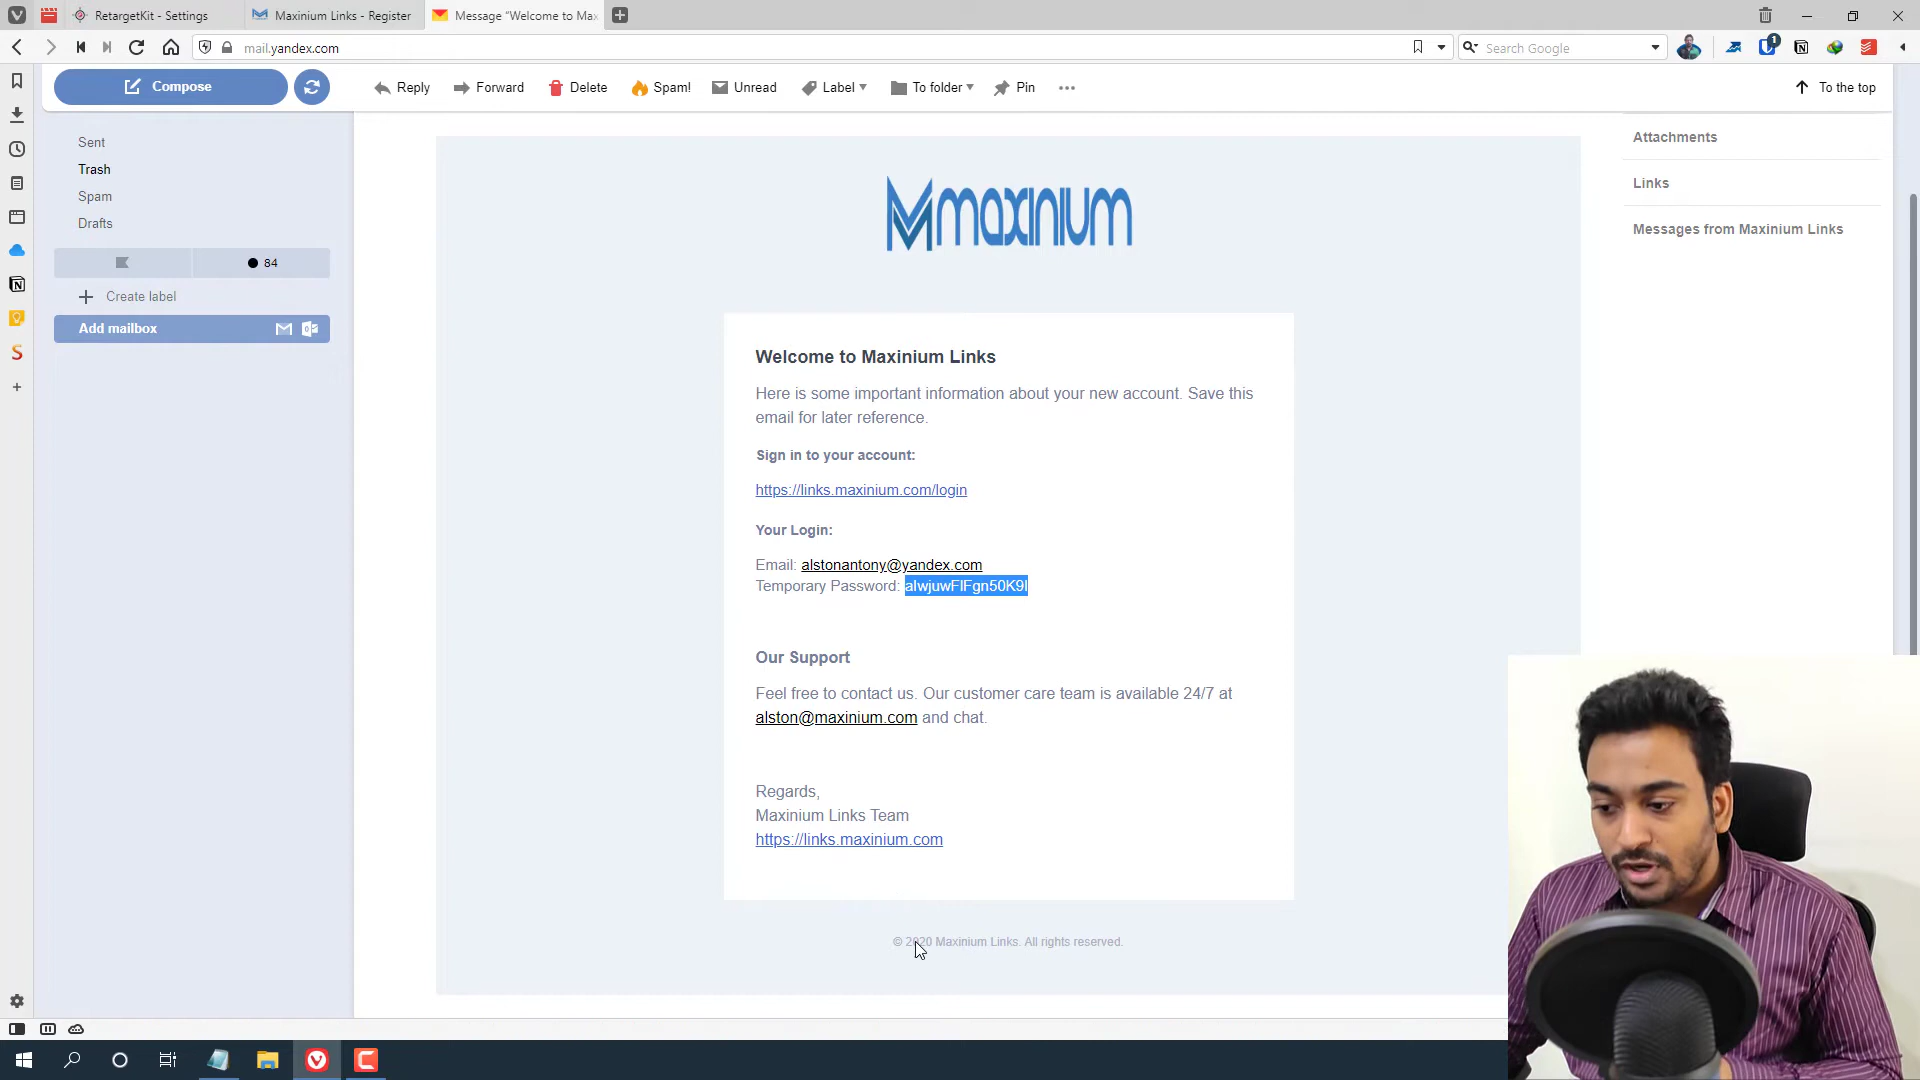 RetargetKit - Settings
Maxinium Links - Register
Message "Welcome to Max
mail.yandex.com
Search Google
1
Compose
Reply
Forward
Delete
Spam!
Unread
Label
To folder
Pin
To the top
Sent
Trash
Spam
Drafts
84
Create label
Add mailbox
maxinium
Welcome to Maxinium Links
Here is some important information about your new account. Save this
email for later reference.
Sign in to your account:
https://links.maxinium.com/login
Your Login:
Email: alstonantony@yandex.com
Temporary Password:
Our Support
Feel free to contact us. Our customer care team is available 24/7 at
alston@maxinium.com and chat.
Regards,
Maxinium Links Team
https://links.maxinium.com
© 2020 Maxinium Links. All rights reserved.
Attachments
Links
Messages from Maxinium Links